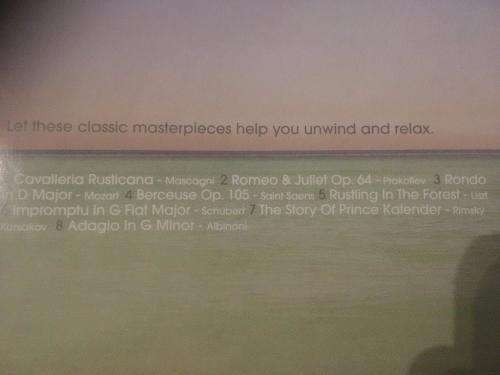 Let these classic masterpieces help you unwind and relax.
Cavalleria Rusticana - Mascagni 2 Romeo & Juliet Op. 64 - Prokofiev 3 Rondo
in D Major - Mozart 4 Berceuse Op. 105 - Saint-Saens 5 Rustling In The Forest - Liszt
Impromptu in G Flat Major - Schubert 7 The Story Of Prince Kalender - Rimsky
Korsakov 8 Adagio In G Minor - Albinoni